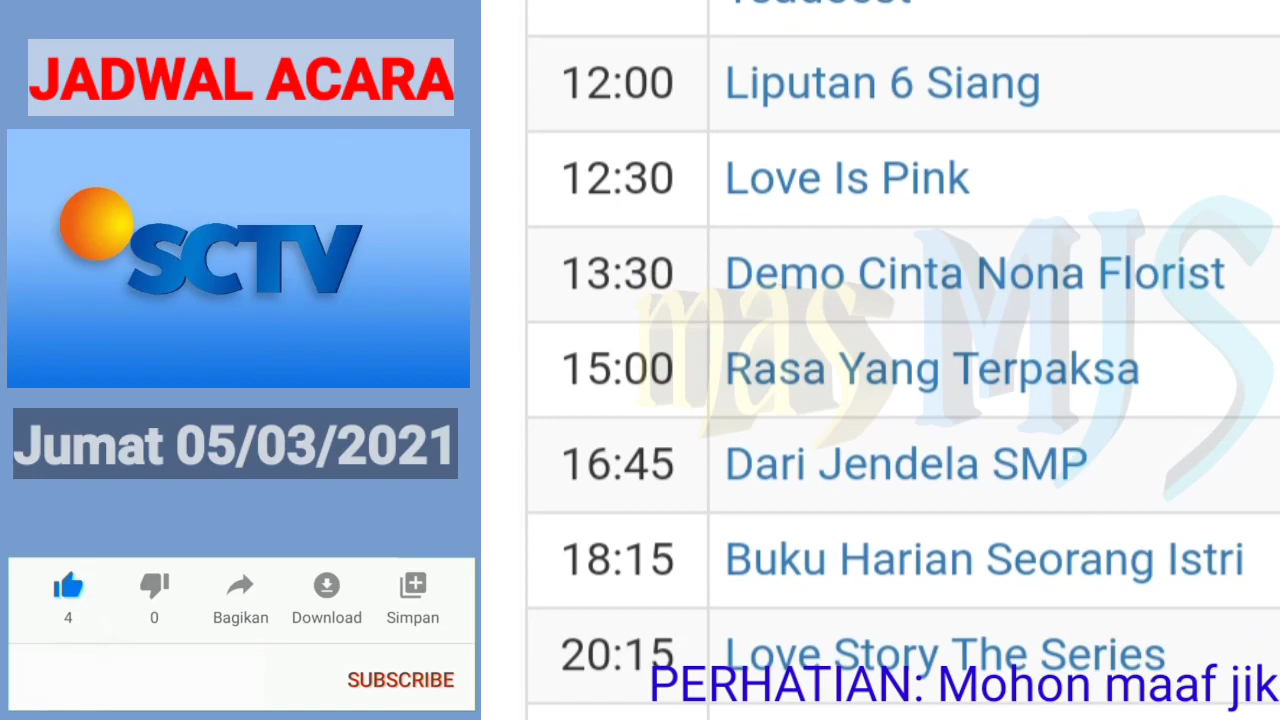 JADWAL ACARA
SCTV
Jumat 05/03/2021
4
0
Bagikan
Download
Simpan
SUBSCRIBE
12:00 Liputan 6 Siang
12:30 Love Is Pink
13:30 Demo Cinta Nona Florist
15:00 Rasa Yang Terpaksa
16:45 Dari Jendela SMP
18:15 Buku Harian Seorang Istri
20:15 Love Story The Series
PERHATIAN: Mohon maaf jik
mas MJS